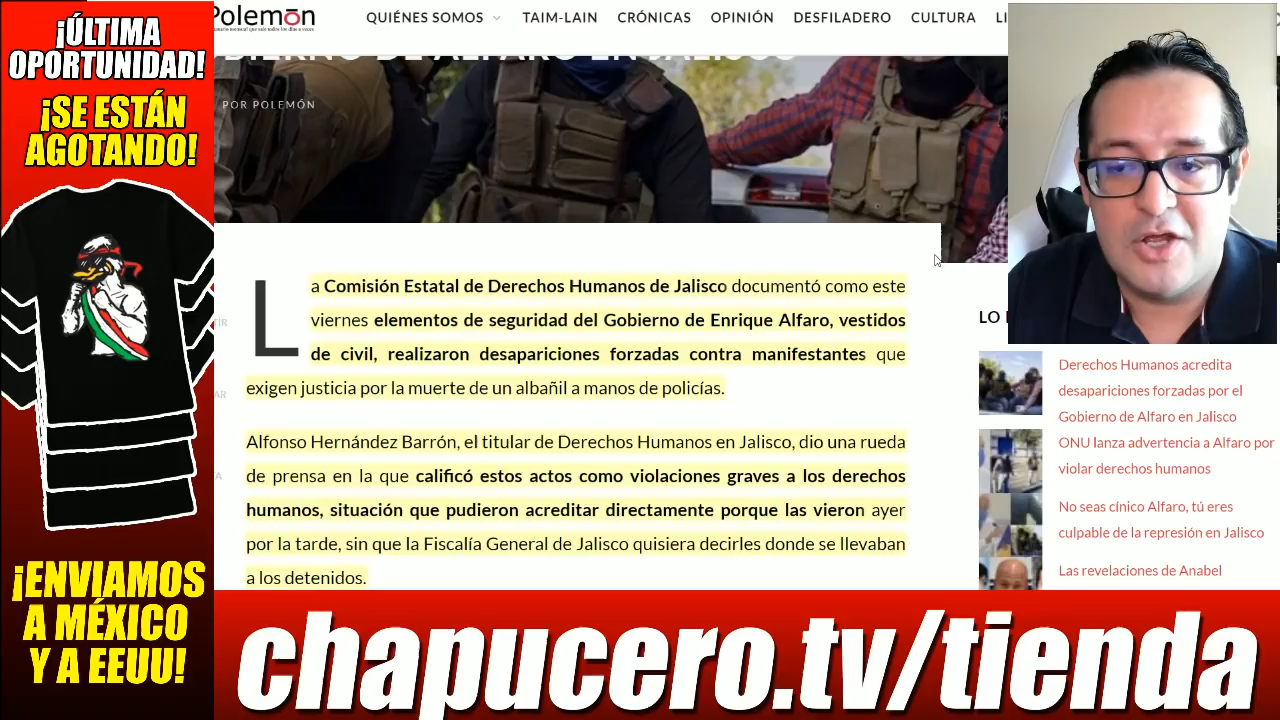 ¡ÚLTIMA
OPORTUNIDAD!
¡SE ESTÁN
AGOTANDO!
¡ENVIAMOS
A MÉXICO
Y A EEUU!
Polemón
QUIÉNES SOMOS
TAIM-LAIN
CRÓNICAS
OPINIÓN
DESFILADERO
CULTURA
BIERNO DE ALFARO EN JALISCO
POR POLEMÓN
La Comisión Estatal de Derechos Humanos de Jalisco documentó como este
viernes elementos de seguridad del Gobierno de Enrique Alfaro, vestidos
de civil, realizaron desapariciones forzadas contra manifestantes que
exigen justicia por la muerte de un albañil a manos de policías.
Alfonso Hernández Barrón, el titular de Derechos Humanos en Jalisco, dio una rueda
de prensa en la que calificó estos actos como violaciones graves a los derechos
humanos, situación que pudieron acreditar directamente porque las vieron ayer
por la tarde, sin que la Fiscalía General de Jalisco quisiera decirles donde se llevaban
a los detenidos.
LO
Derechos Humanos acredita
desapariciones forzadas por el
Gobierno de Alfaro en Jalisco
ONU lanza advertencia a Alfaro por
violar derechos humanos
No seas cínico Alfaro, tú eres
culpable de la represión en Jalisco
Las revelaciones de Anabel
chapucero.tv/tienda